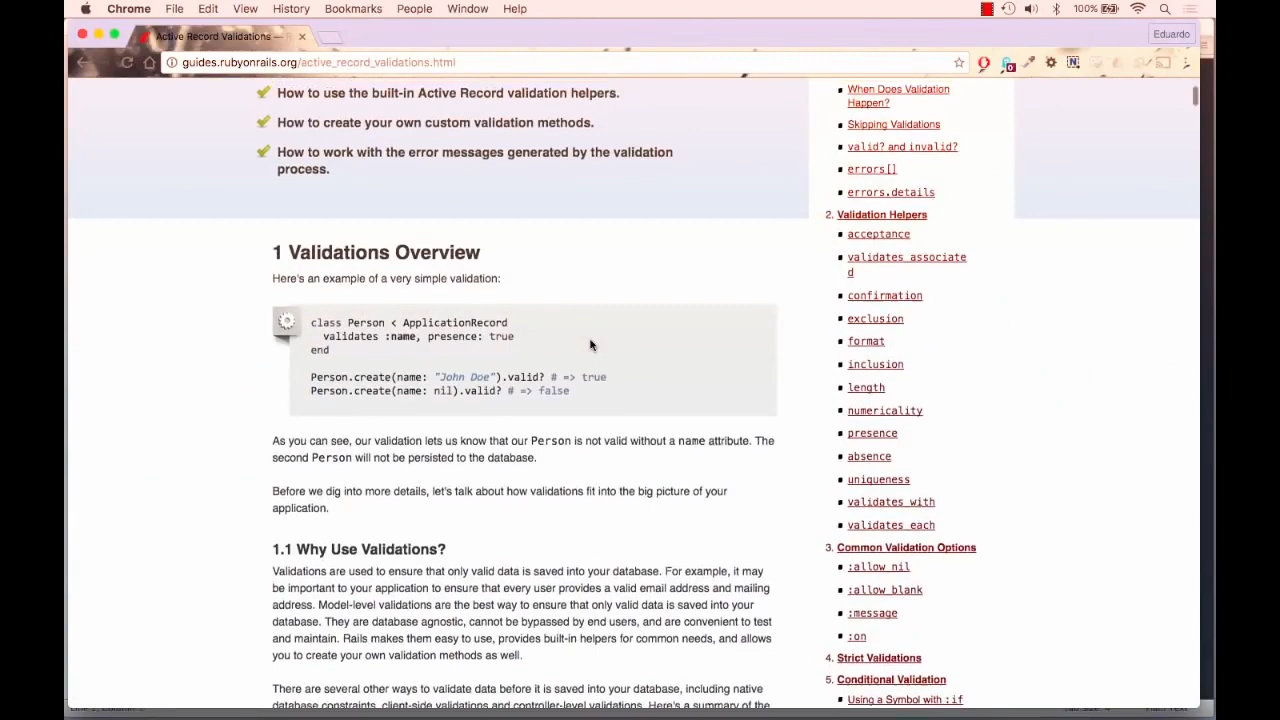 Chrome File Edit View History Bookmarks People Window Help 100%
Active Record Validations —
Eduardo
guides.rubyonrails.org/active_record_validations.html
How to use the built-in Active Record validation helpers.
How to create your own custom validation methods.
How to work with the error messages generated by the validation
process.
1 Validations Overview
Here's an example of a very simple validation:
class Person < ApplicationRecord
validates :name, presence: true
end
Person.create(name: "John Doe").valid? # => true
Person.create(name: nil).valid? # => false
As you can see, our validation lets us know that our Person is not valid without a name attribute. The
second Person will not be persisted to the database.
Before we dig into more details, let's talk about how validations fit into the big picture of your
application.
1.1 Why Use Validations?
Validations are used to ensure that only valid data is saved into your database. For example, it may
be important to your application to ensure that every user provides a valid email address and mailing
address. Model-level validations are the best way to ensure that only valid data is saved into your
database. They are database agnostic, cannot be bypassed by end users, and are convenient to test
and maintain. Rails makes them easy to use, provides built-in helpers for common needs, and allows
you to create your own validation methods as well.
There are several other ways to validate data before it is saved into your database, including native
database constraints, client-side validations and controller-level validations. Here's a summary of the
When Does Validation
Happen?
Skipping Validations
valid? and invalid?
errors[]
errors.details
2. Validation Helpers
acceptance
validates_associate
d
confirmation
exclusion
format
inclusion
length
numericality
presence
absence
uniqueness
validates_with
validates_each
3. Common Validation Options
:allow_nil
:allow_blank
:message
:on
4. Strict Validations
5. Conditional Validation
Using a Symbol with :if